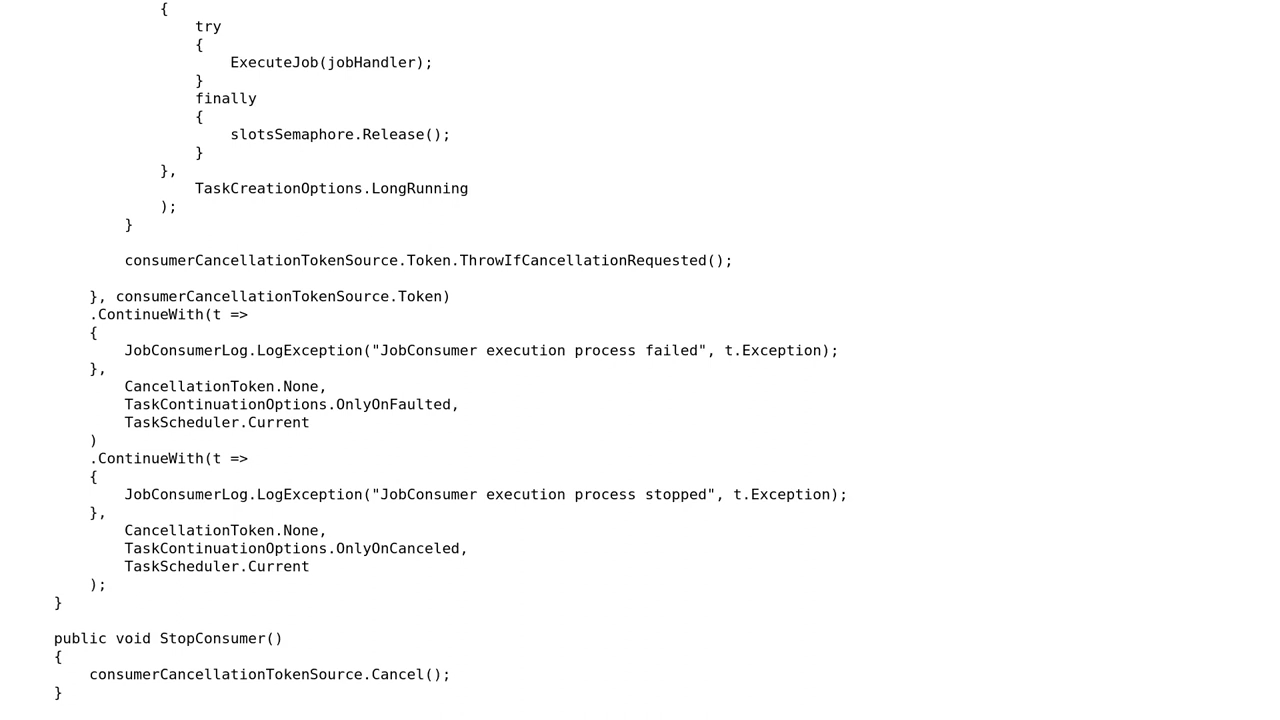 {
try
{
ExecuteJob(jobHandler);
}
finally
{
slotsSemaphore.Release();
}
},
TaskCreationOptions.LongRunning
);
}
consumerCancellationTokenSource.Token.ThrowIfCancellationRequested();
}, consumerCancellationTokenSource.Token)
.ContinueWith(t =>
{
JobConsumerLog.LogException("JobConsumer execution process failed", t.Exception);
},
CancellationToken.None,
TaskContinuationOptions.OnlyOnFaulted,
TaskScheduler.Current
)
.ContinueWith(t =>
{
JobConsumerLog.LogException("JobConsumer execution process stopped", t.Exception);
},
CancellationToken.None,
TaskContinuationOptions.OnlyOnCanceled,
TaskScheduler.Current
);
}
public void StopConsumer()
{
consumerCancellationTokenSource.Cancel();
}